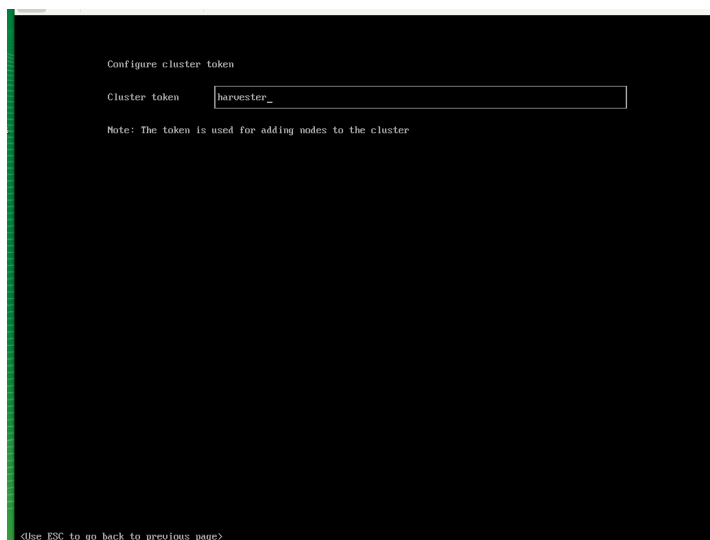 Configure cluster token
Cluster token harvester_
Note: The token is used for adding nodes to the cluster
<Use ESC to go back to previous page>